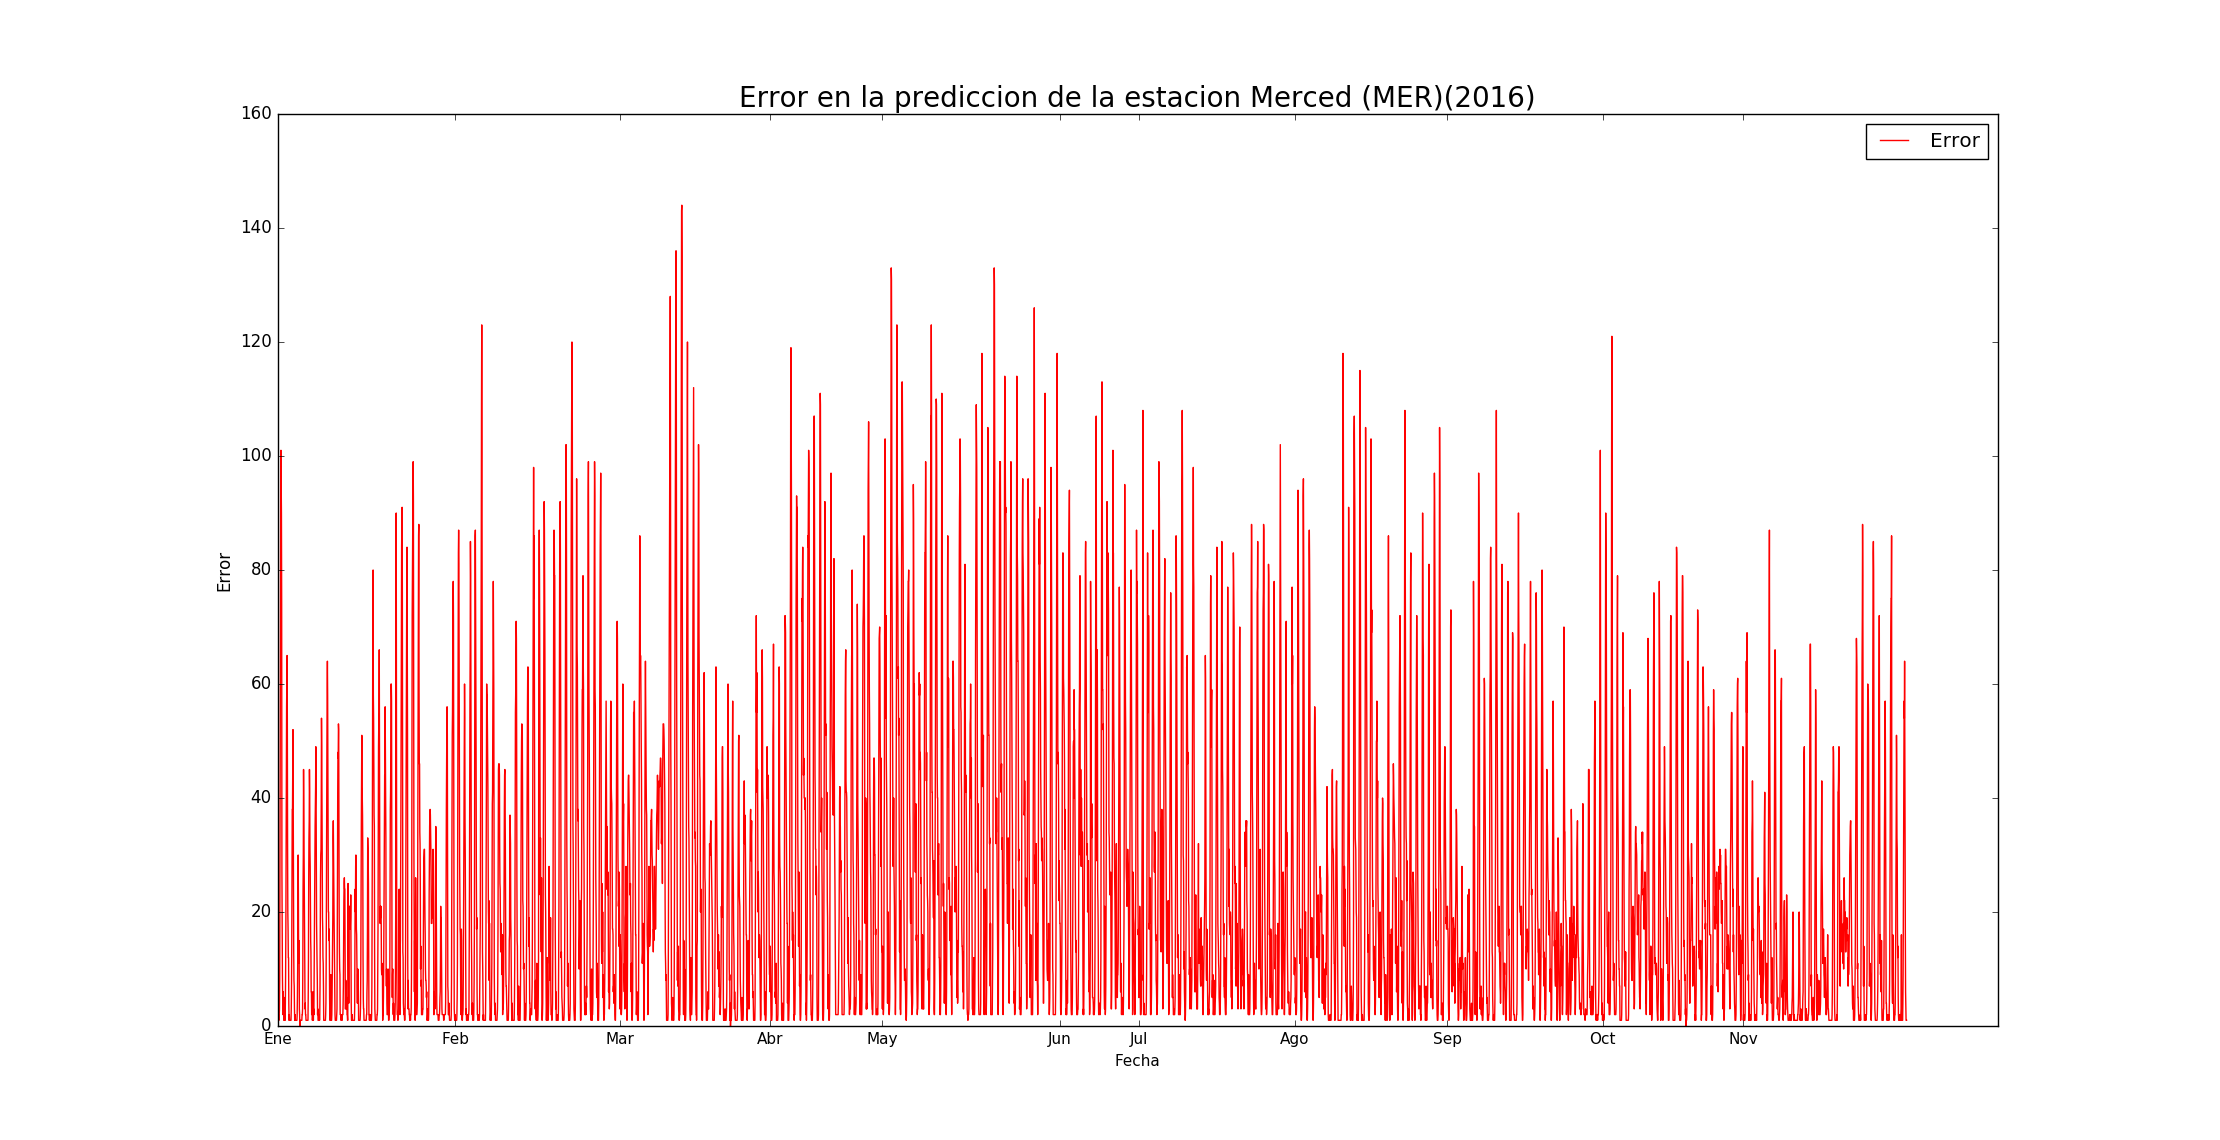 Error en la prediccion de la estacion Merced (MER)(2016)
160
Error
140
120
100
80
60
40
20
0
Error
Ene Feb Mar Abr May Jun Jul Ago Sep Oct Nov
Fecha